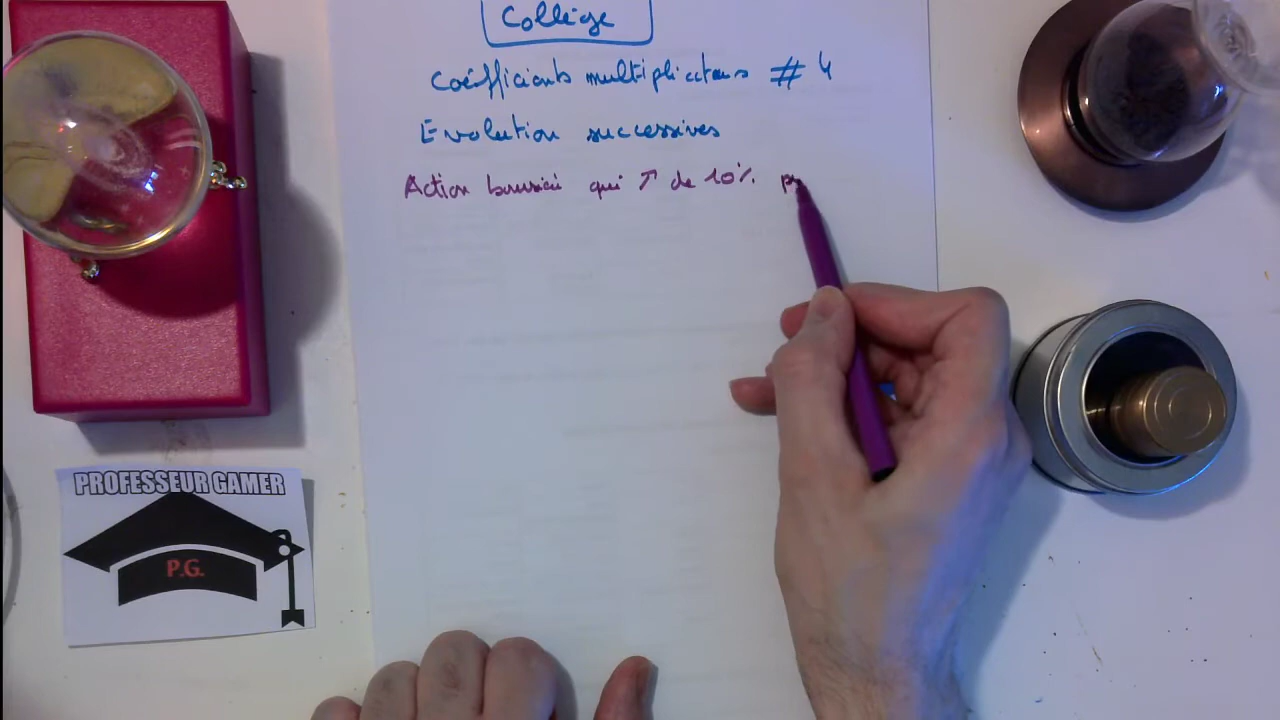 Collège
Coefficients multiplicateurs # 4
Evolution successives
Action boursière qui ↗ de 10%
PROFESSEUR GAMER
P.G.